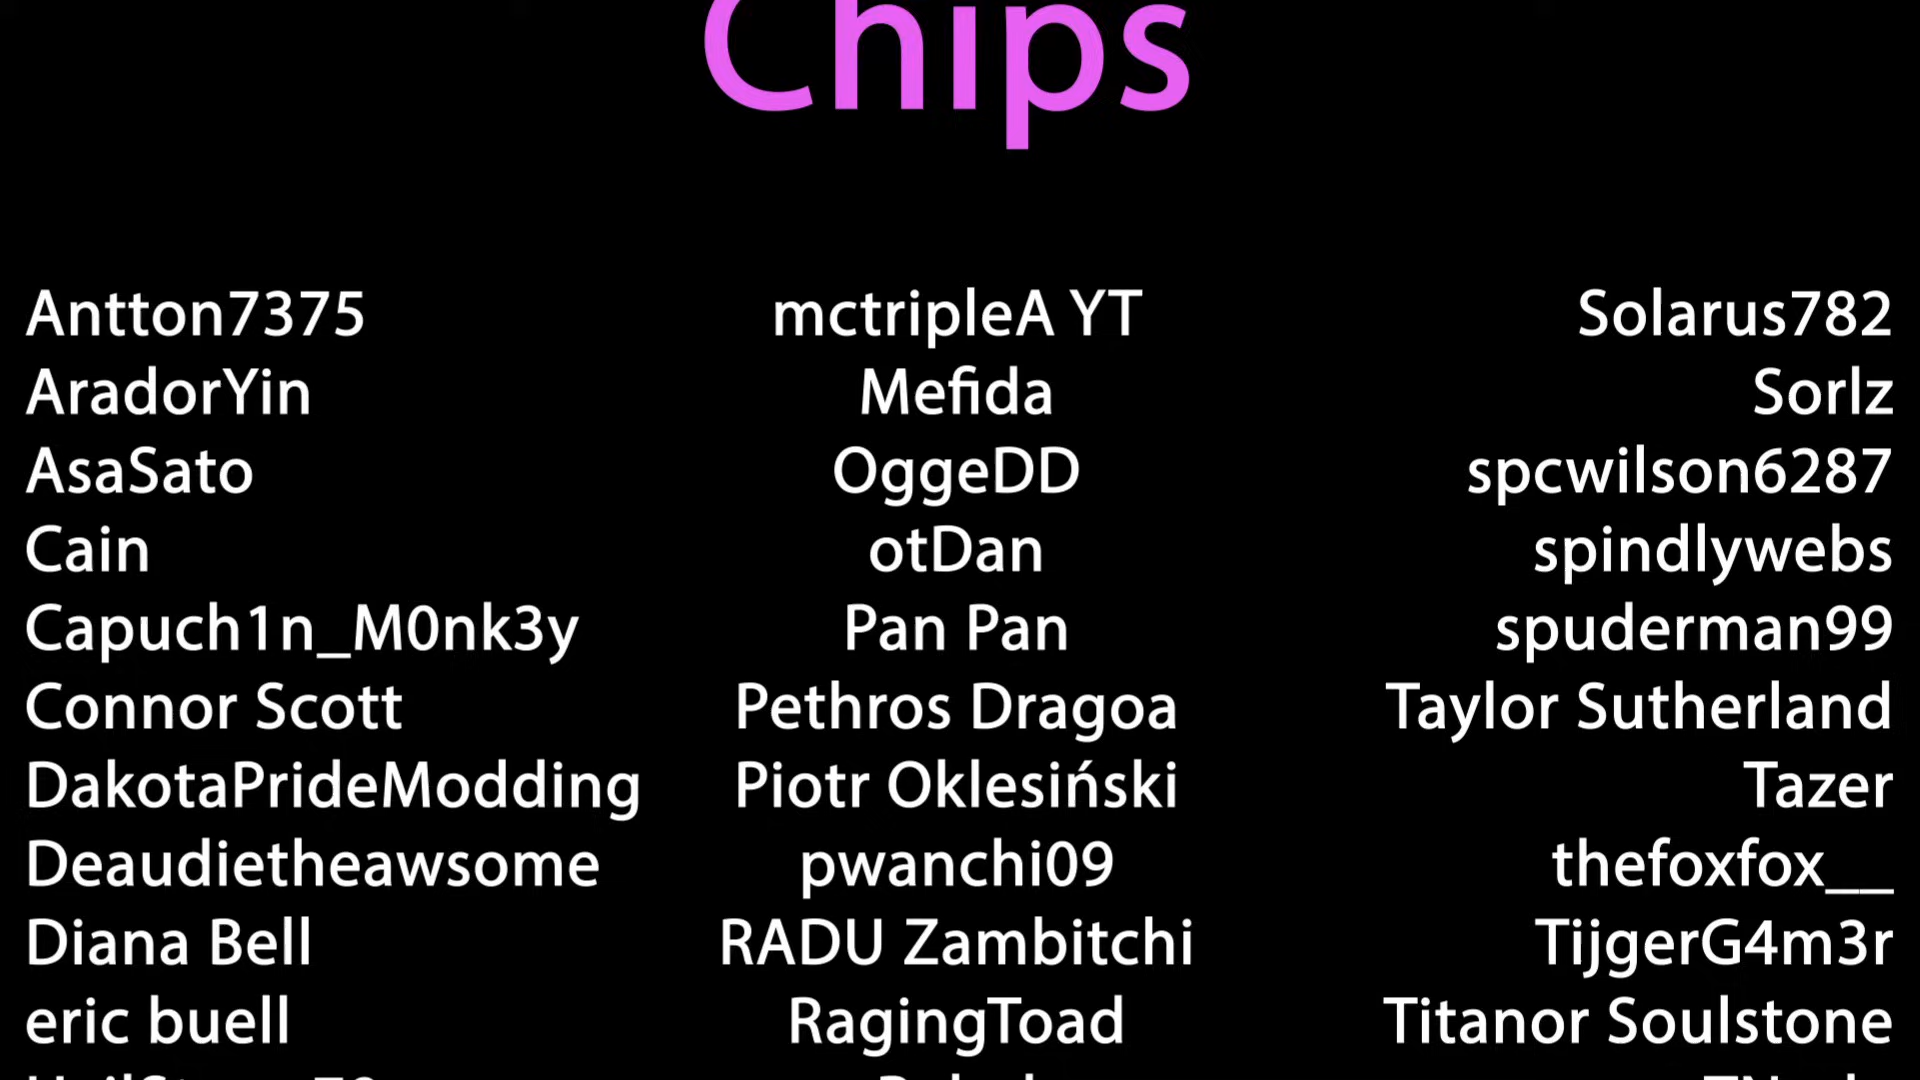 Chips
Antton7375
AradorYin
AsaSato
Cain
Capuch1n_M0nk3y
Connor Scott
DakotaPrideModding
Deaudietheawsome
Diana Bell
eric buell
mctripleA YT
Mefida
OggeDD
otDan
Pan Pan
Pethros Dragoa
Piotr Oklesiński
pwanchi09
RADU Zambitchi
RagingToad
Solarus782
Sorlz
spcwilson6287
spindlywebs
spuderman99
Taylor Sutherland
Tazer
thefoxfox__
TijgerG4m3r
Titanor Soulstone